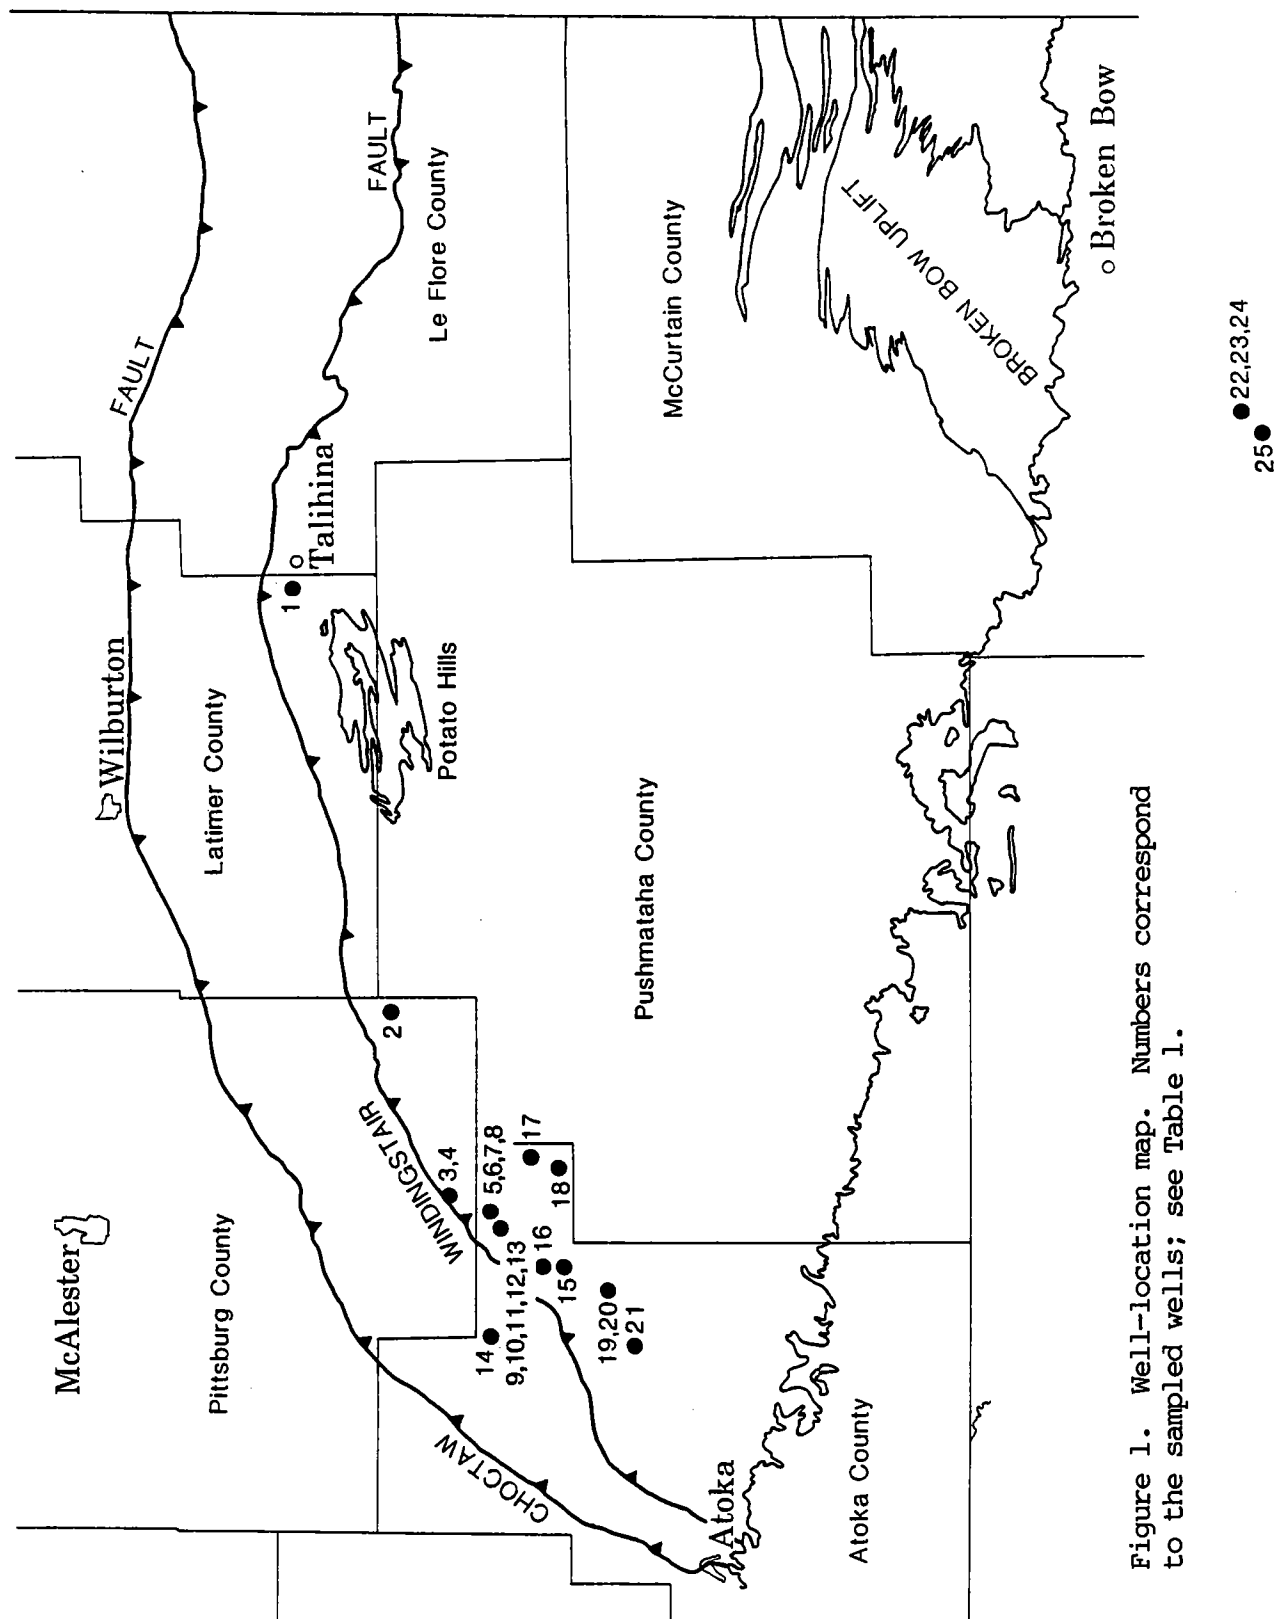 McAlester
Wilburton
FAULT
Pittsburg County
Latimer County
CHOCTAW
WINDINGSTAIR
FAULT
Talihina
Le Flore County
Potato Hills
1
2
3,4
5,6,7,8
9,10,11,12,13
14
15
16
17
18
19,20
21
Atoka
Atoka County
Pushmataha County
McCurtain County
BROKEN BOW UPLIFT
Broken Bow
22,23,24
25
Figure 1. Well-location map. Numbers correspond
to the sampled wells; see Table 1.